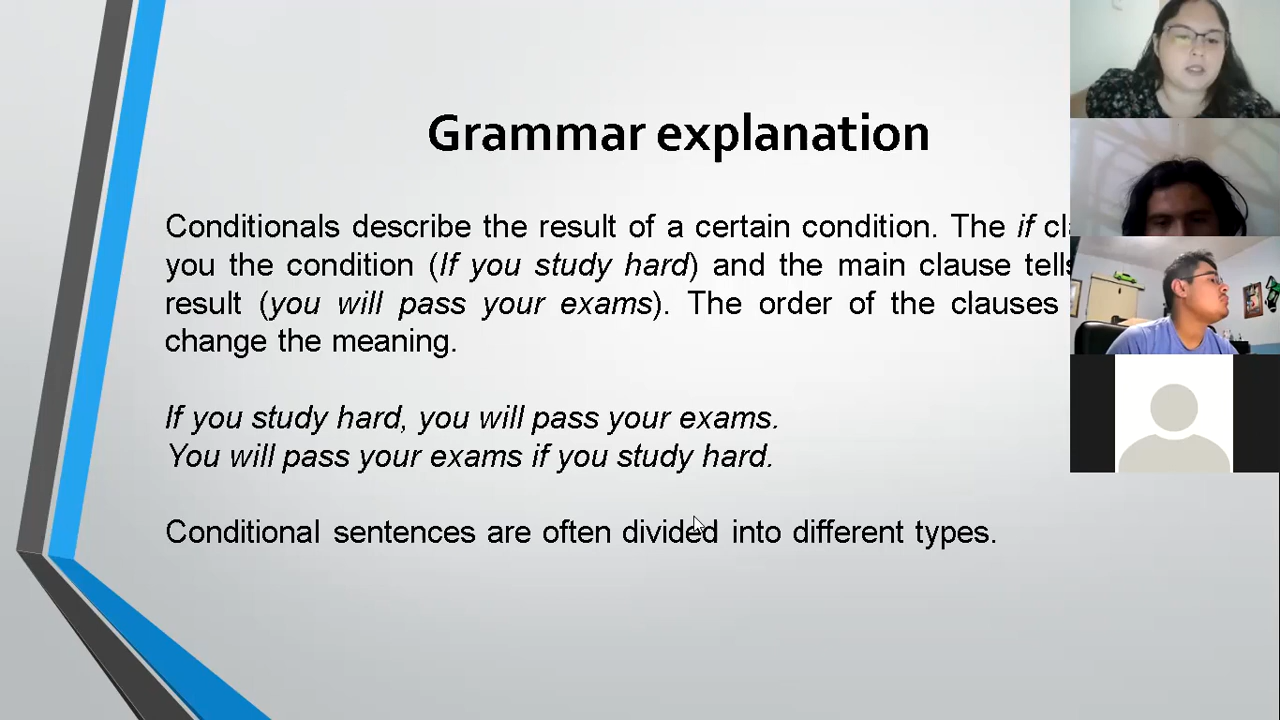 Grammar explanation
Conditionals describe the result of a certain condition. The if
you the condition (If you study hard) and the main clause tells
result (you will pass your exams). The order of the clauses
change the meaning.
If you study hard, you will pass your exams.
You will pass your exams if you study hard.
Conditional sentences are often divided into different types.